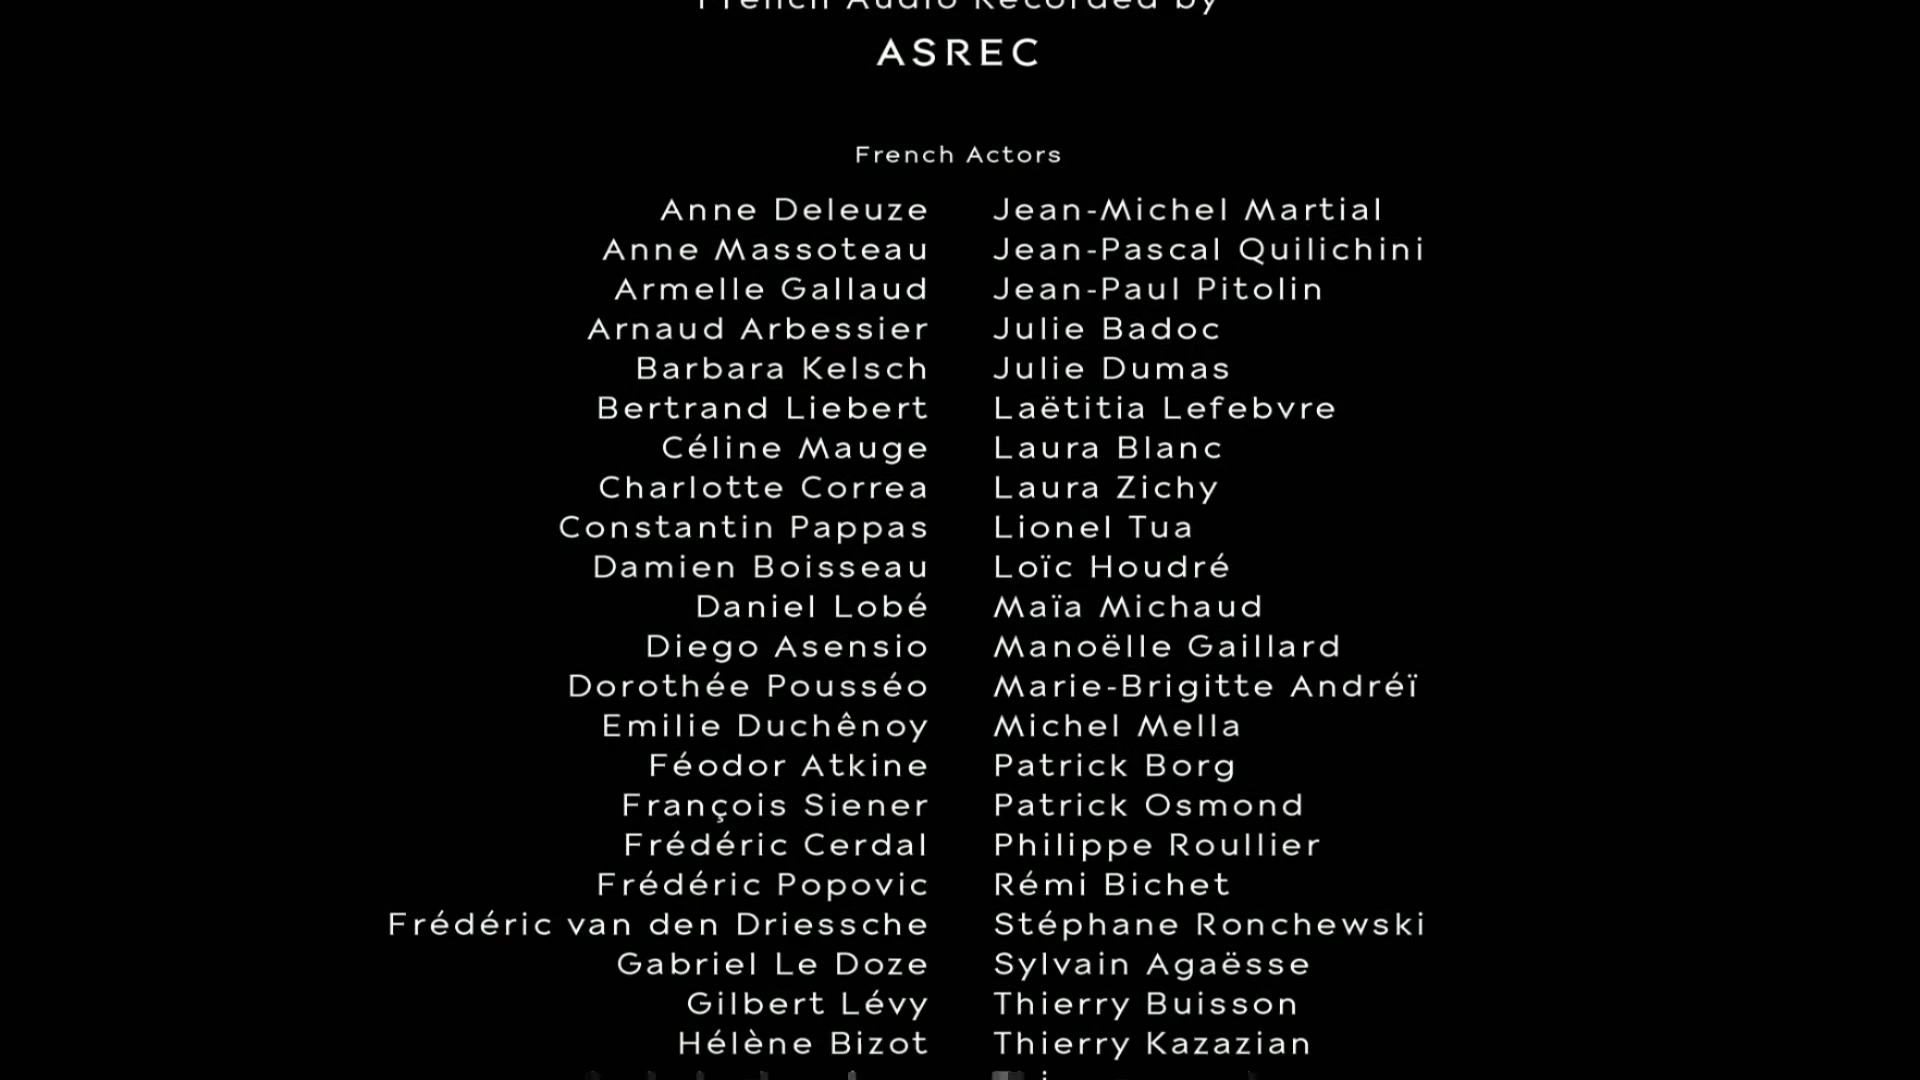 French Audio Recorded by
ASREC
French Actors
Anne Deleuze
Anne Massoteau
Armelle Gallaud
Arnaud Arbessier
Barbara Kelsch
Bertrand Liebert
Céline Mauge
Charlotte Correa
Constantin Pappas
Damien Boisseau
Daniel Lobé
Diego Asensio
Dorothée Pousséo
Emilie Duchênoy
Féodor Atkine
François Siener
Frédéric Cerdal
Frédéric Popovic
Frédéric van den Driessche
Gabriel Le Doze
Gilbert Lévy
Hélène Bizot
Jean-Michel Martial
Jean-Pascal Quilichini
Jean-Paul Pitolin
Julie Badoc
Julie Dumas
Laëtitia Lefebvre
Laura Blanc
Laura Zichy
Lionel Tua
Loïc Houdré
Maïa Michaud
Manoëlle Gaillard
Marie-Brigitte Andréï
Michel Mella
Patrick Borg
Patrick Osmond
Philippe Roullier
Rémi Bichet
Stéphane Ronchewski
Sylvain Agaësse
Thierry Buisson
Thierry Kazazian